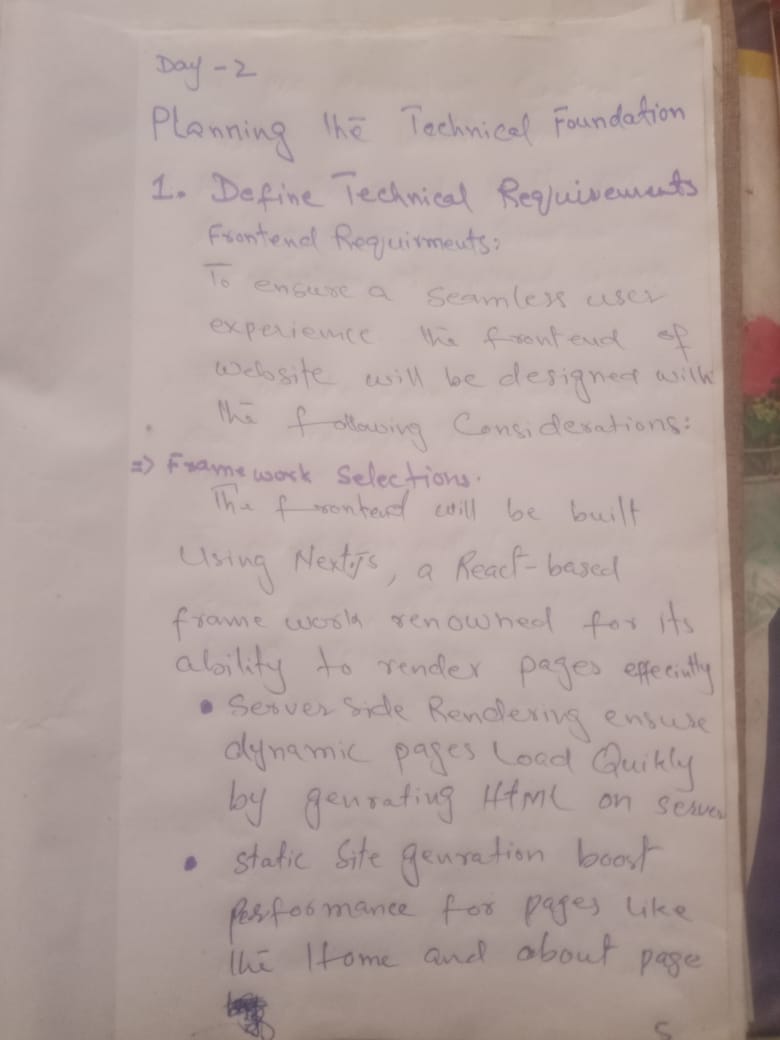 Day - 2
Planning the Technical Foundation
1. Define Technical Requirements
Frontend Requirments:
To ensure a seamless user
experience the frontend of
website will be designed with
the following Considerations:
=> Framework Selections.
The frontend will be built
Using Next.js, a React-based
frame work renowned for its
ability to render pages effecintly
• Server Side Rendering ensure
dynamic pages Load Quikly
by genrating HtML on server
• Static Site genration boost
Performance for pages like
the Home and about page